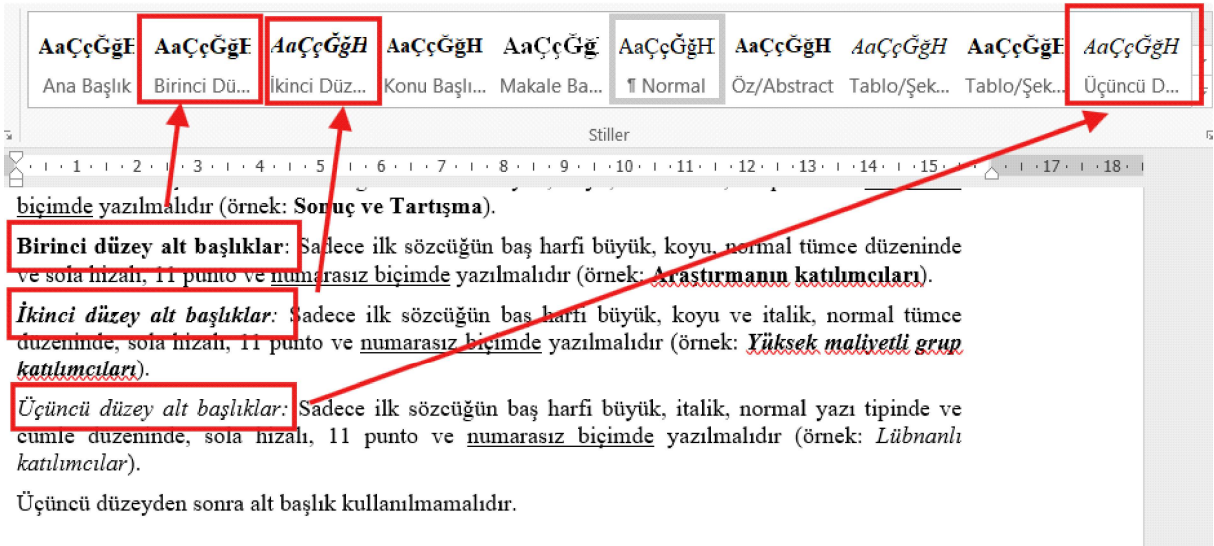 AaÇçĞğE AaÇçĞğE AaÇçĞğH AaÇçĞğH AaÇçĞğ AaÇçĞğH AaÇçĞğH AaÇçĞğH AaÇçĞğE AaÇçĞğH
Ana Başlık Birinci Dü... İkinci Düz... Konu Başlı... Makale Ba... ¶ Normal Öz/Abstract Tablo/Şek... Tablo/Şek... Üçüncü D...
Stiller
1 2 3 4 5 6 7 8 9 10 11 12 13 14 15 17 18
biçimde yazılmalıdır (örnek: Sonuç ve Tartışma).
Birinci düzey alt başlıklar: Sadece ilk sözcüğün baş harfi büyük, koyu, normal tümce düzeninde
ve sola hizalı, 11 punto ve numarasız biçimde yazılmalıdır (örnek: Araştırmanın katılımcıları).
İkinci düzey alt başlıklar: Sadece ilk sözcüğün baş harfi büyük, koyu ve italik, normal tümce
düzeninde, sola hizalı, 11 punto ve numarasız biçimde yazılmalıdır (örnek: Yüksek maliyetli grup
katılımcıları).
Üçüncü düzey alt başlıklar: Sadece ilk sözcüğün baş harfi büyük, italik, normal yazı tipinde ve
cümle düzeninde, sola hizalı, 11 punto ve numarasız biçimde yazılmalıdır (örnek: Lübnanlı
katılımcılar).
Üçüncü düzeyden sonra alt başlık kullanılmamalıdır.